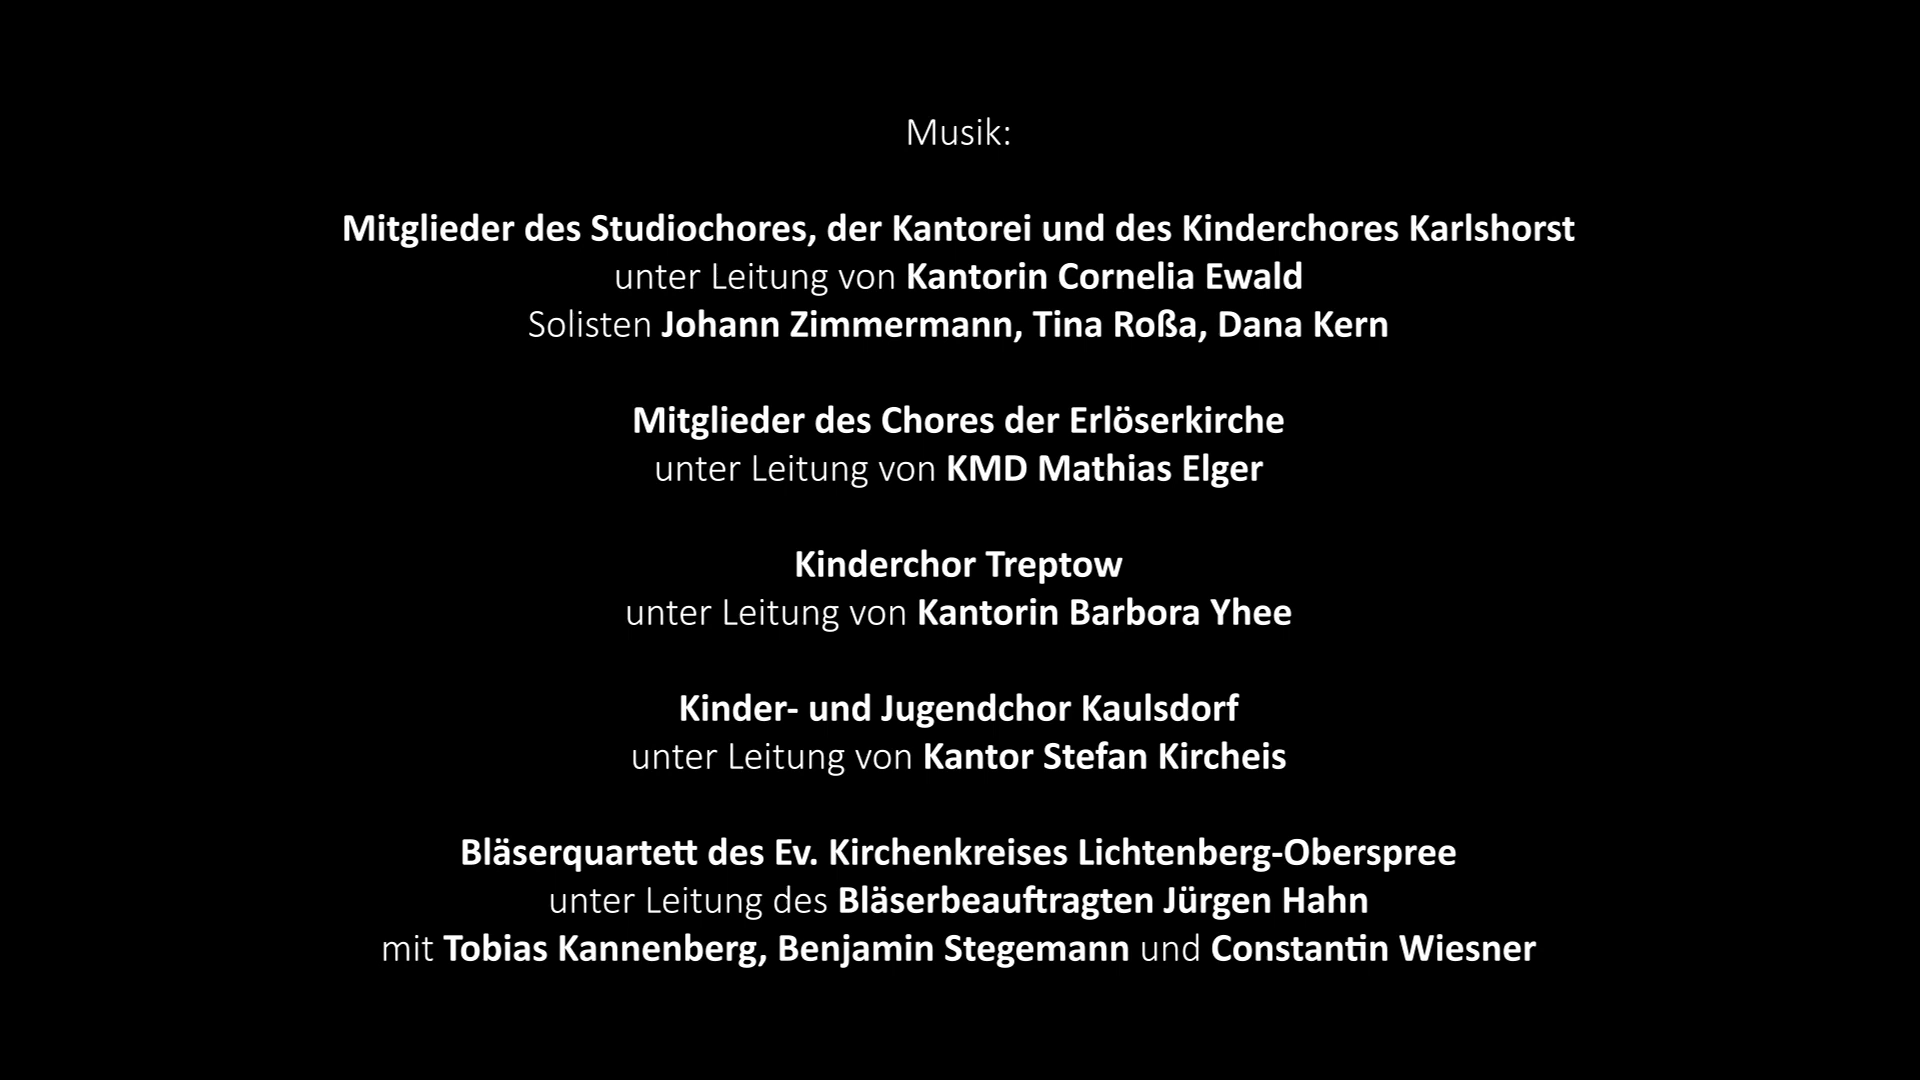 Musik:
Mitglieder des Studiochores, der Kantorei und des Kinderchores Karlshorst
unter Leitung von Kantorin Cornelia Ewald
Solisten Johann Zimmermann, Tina Roßa, Dana Kern
Mitglieder des Chores der Erlöserkirche
unter Leitung von KMD Mathias Elger
Kinderchor Treptow
unter Leitung von Kantorin Barbora Yhee
Kinder- und Jugendchor Kaulsdorf
unter Leitung von Kantor Stefan Kircheis
Bläserquartett des Ev. Kirchenkreises Lichtenberg-Oberspree
unter Leitung des Bläserbeauftragten Jürgen Hahn
mit Tobias Kannenberg, Benjamin Stegemann und Constantin Wiesner